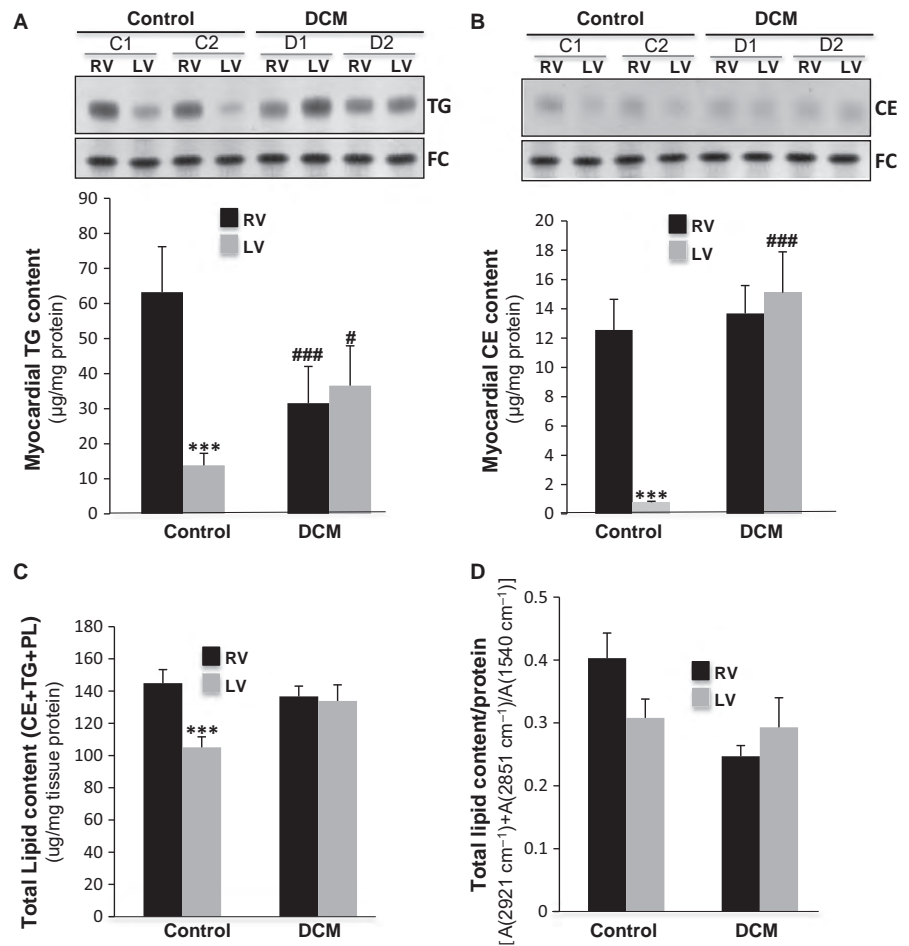 A
Control DCM
C1 C2 D1 D2
RV LV RV LV RV LV RV LV
TG
FC
Myocardial TG content
(µg/mg protein)
90
80
70
60
50
40
30
20
10
0
RV
LV
***
###
#
Control DCM
B
Control DCM
C1 C2 D1 D2
RV LV RV LV RV LV RV LV
CE
FC
Myocardial CE content
(µg/mg protein)
20
18
16
14
12
10
8
6
4
2
0
RV
LV
***
###
Control DCM
C
Total Lipid content (CE+TG+PL)
(ug/mg tissue protein)
180
160
140
120
100
80
60
40
20
0
RV
LV
***
Control DCM
D
Total lipid content/protein
[A(2921 cm⁻¹)+A(2851 cm⁻¹)/A(1540 cm⁻¹)]
0.5
0.4
0.3
0.2
0.1
0
RV
LV
Control DCM